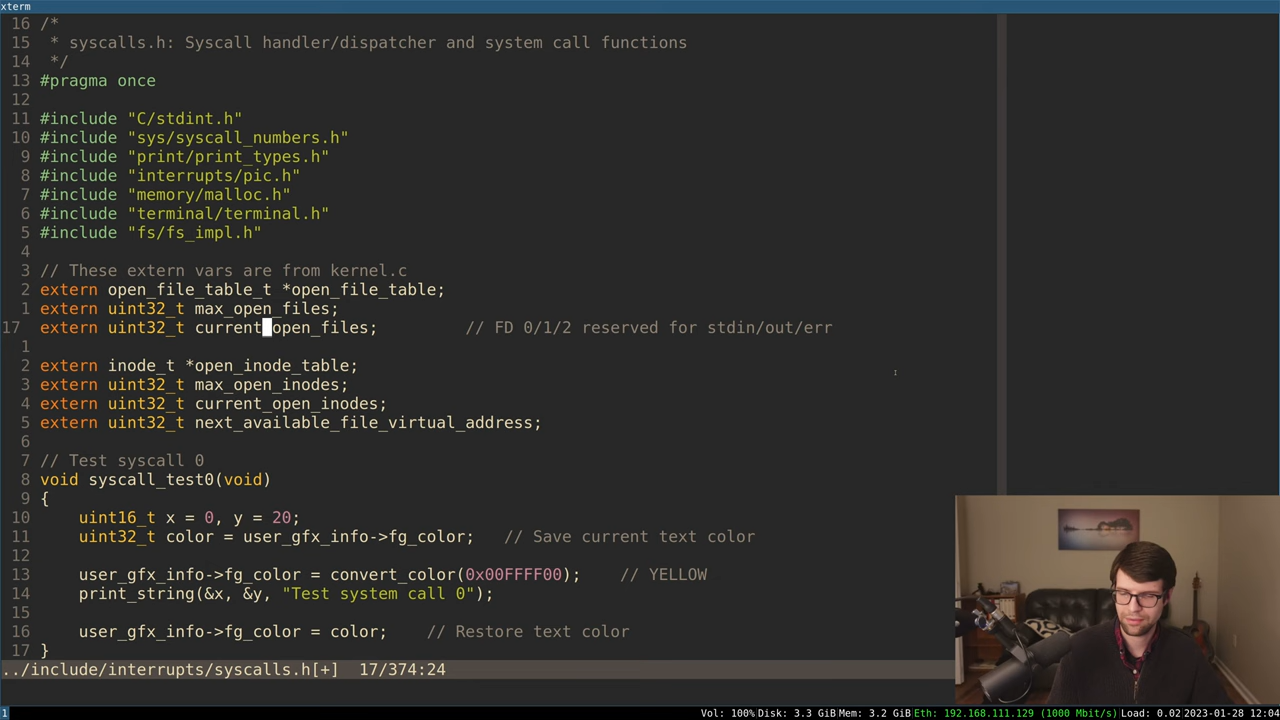 xterm
16 /*
15  * syscalls.h: Syscall handler/dispatcher and system call functions
14  */
13 #pragma once
12
11 #include "C/stdint.h"
10 #include "sys/syscall_numbers.h"
9 #include "print/print_types.h"
8 #include "interrupts/pic.h"
7 #include "memory/malloc.h"
6 #include "terminal/terminal.h"
5 #include "fs/fs_impl.h"
4
3 // These extern vars are from kernel.c
2 extern open_file_table_t *open_file_table;
1 extern uint32_t max_open_files;
17 extern uint32_t current_open_files;         // FD 0/1/2 reserved for stdin/out/err
1
2 extern inode_t *open_inode_table;
3 extern uint32_t max_open_inodes;
4 extern uint32_t current_open_inodes;
5 extern uint32_t next_available_file_virtual_address;
6
7 // Test syscall 0
8 void syscall_test0(void)
9 {
10     uint16_t x = 0, y = 20;
11     uint32_t color = user_gfx_info->fg_color;   // Save current text color
12
13     user_gfx_info->fg_color = convert_color(0x00FFFF00);    // YELLOW
14     print_string(&x, &y, "Test system call 0");
15
16     user_gfx_info->fg_color = color;    // Restore text color
17 }
../include/interrupts/syscalls.h[+]  17/374:24
1 Vol: 100% Disk: 3.3 GiB Mem: 3.2 GiB Eth: 192.168.111.129 (1000 Mbit/s) Load: 0.02 2023-01-28 12:04